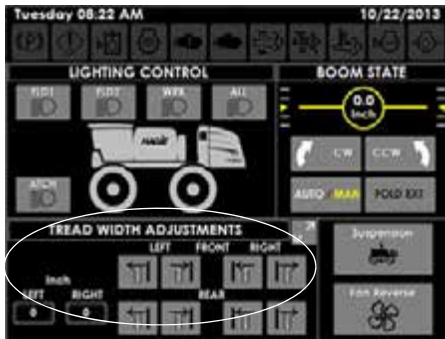 Tuesday 08:22 AM 10/22/2013
(P) (!)
LIGHTING CONTROL
FLD1 FLD2 WRK ALL
HAGIE
ATCH
BOOM STATE
0.0
Inch
CW CCW
AUTO / MAN FOLD EXT
TREAD WIDTH ADJUSTMENTS
LEFT FRONT RIGHT
Inch
LEFT RIGHT REAR
0 0
Suspension
Fan Reverse